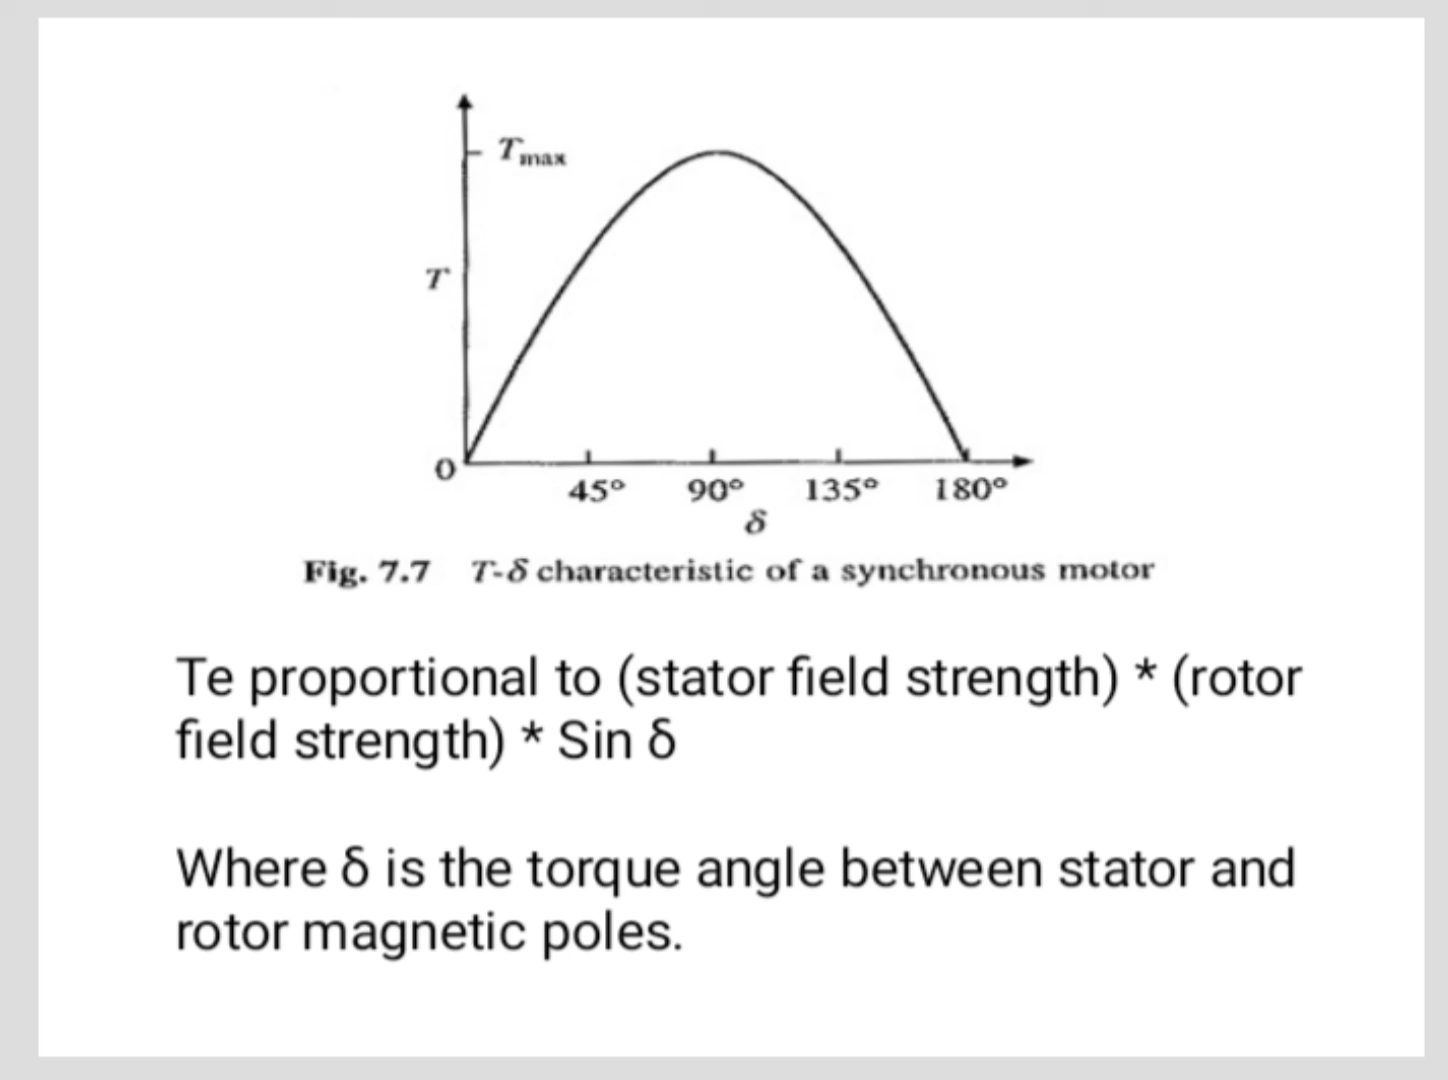 T max
T
0
45° 90° 135° 180°
δ
Fig. 7.7 T-δ characteristic of a synchronous motor
Te proportional to (stator field strength) * (rotor
field strength) * Sin δ
Where δ is the torque angle between stator and
rotor magnetic poles.